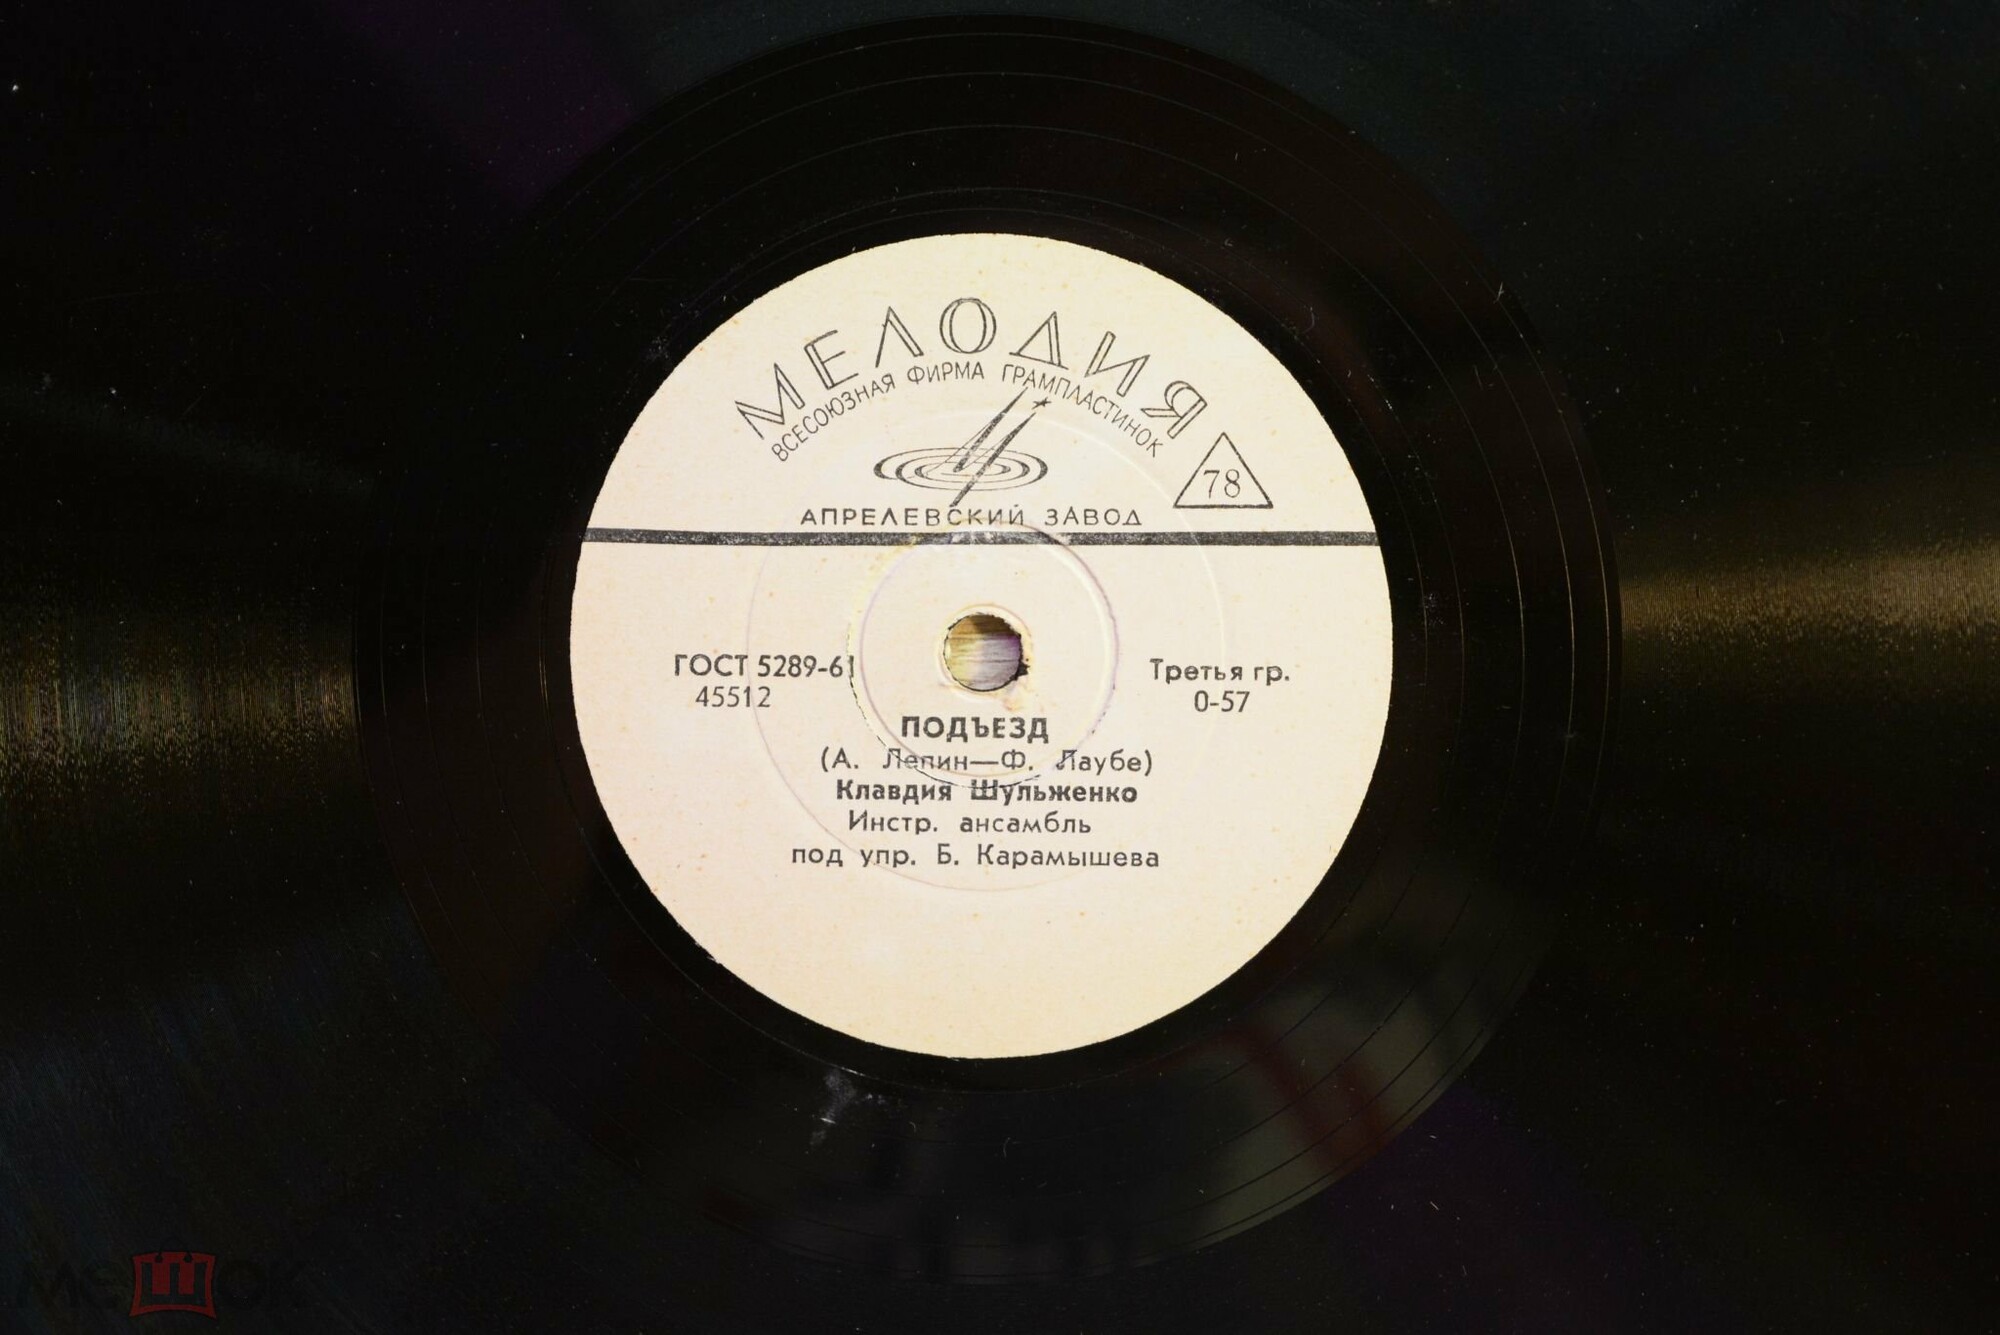 МЕЛОДИЯ
ВСЕСОЮЗНАЯ ФИРМА ГРАМПЛАСТИНОК
78
АПРЕЛЕВСКИЙ ЗАВОД
ГОСТ 5289-61
45512
Третья гр.
0-57
ПОДЪЕЗД
(А. Лепин—Ф. Лаубе)
Клавдия Шульженко
Инстр. ансамбль
под упр. Б. Карамышева
мешок